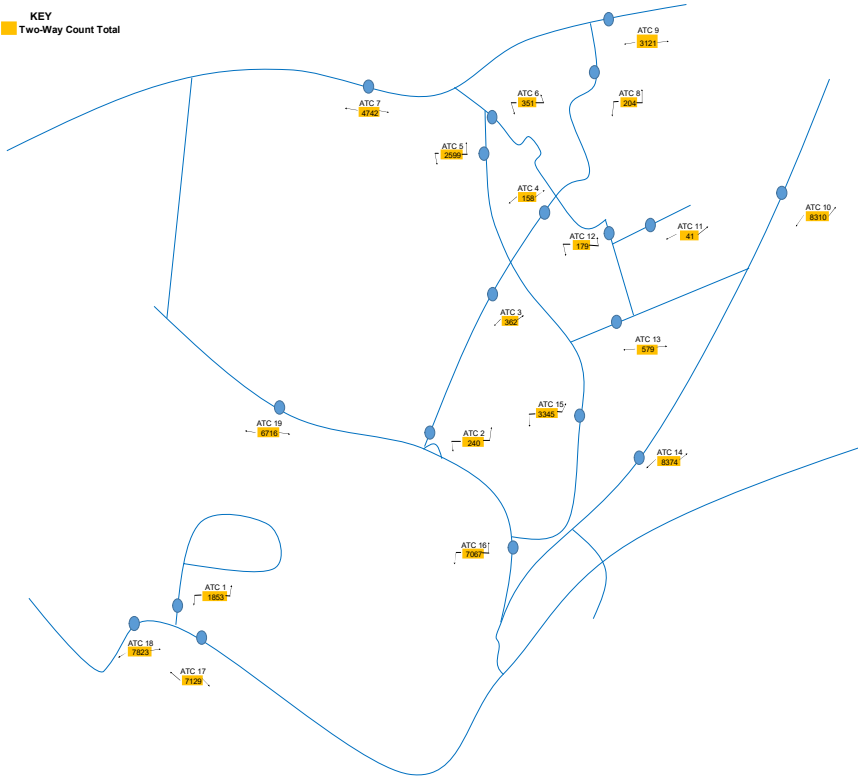 KEY
Two-Way Count Total
ATC 9
3121
ATC 6
351
ATC 8
204
ATC 7
4742
ATC 5
2599
ATC 4
158
ATC 10
8310
ATC 11
41
ATC 12
179
ATC 3
362
ATC 13
579
ATC 15
3345
ATC 19
6716
ATC 2
240
ATC 14
8374
ATC 16
7067
ATC 1
1853
ATC 18
7823
ATC 17
7129